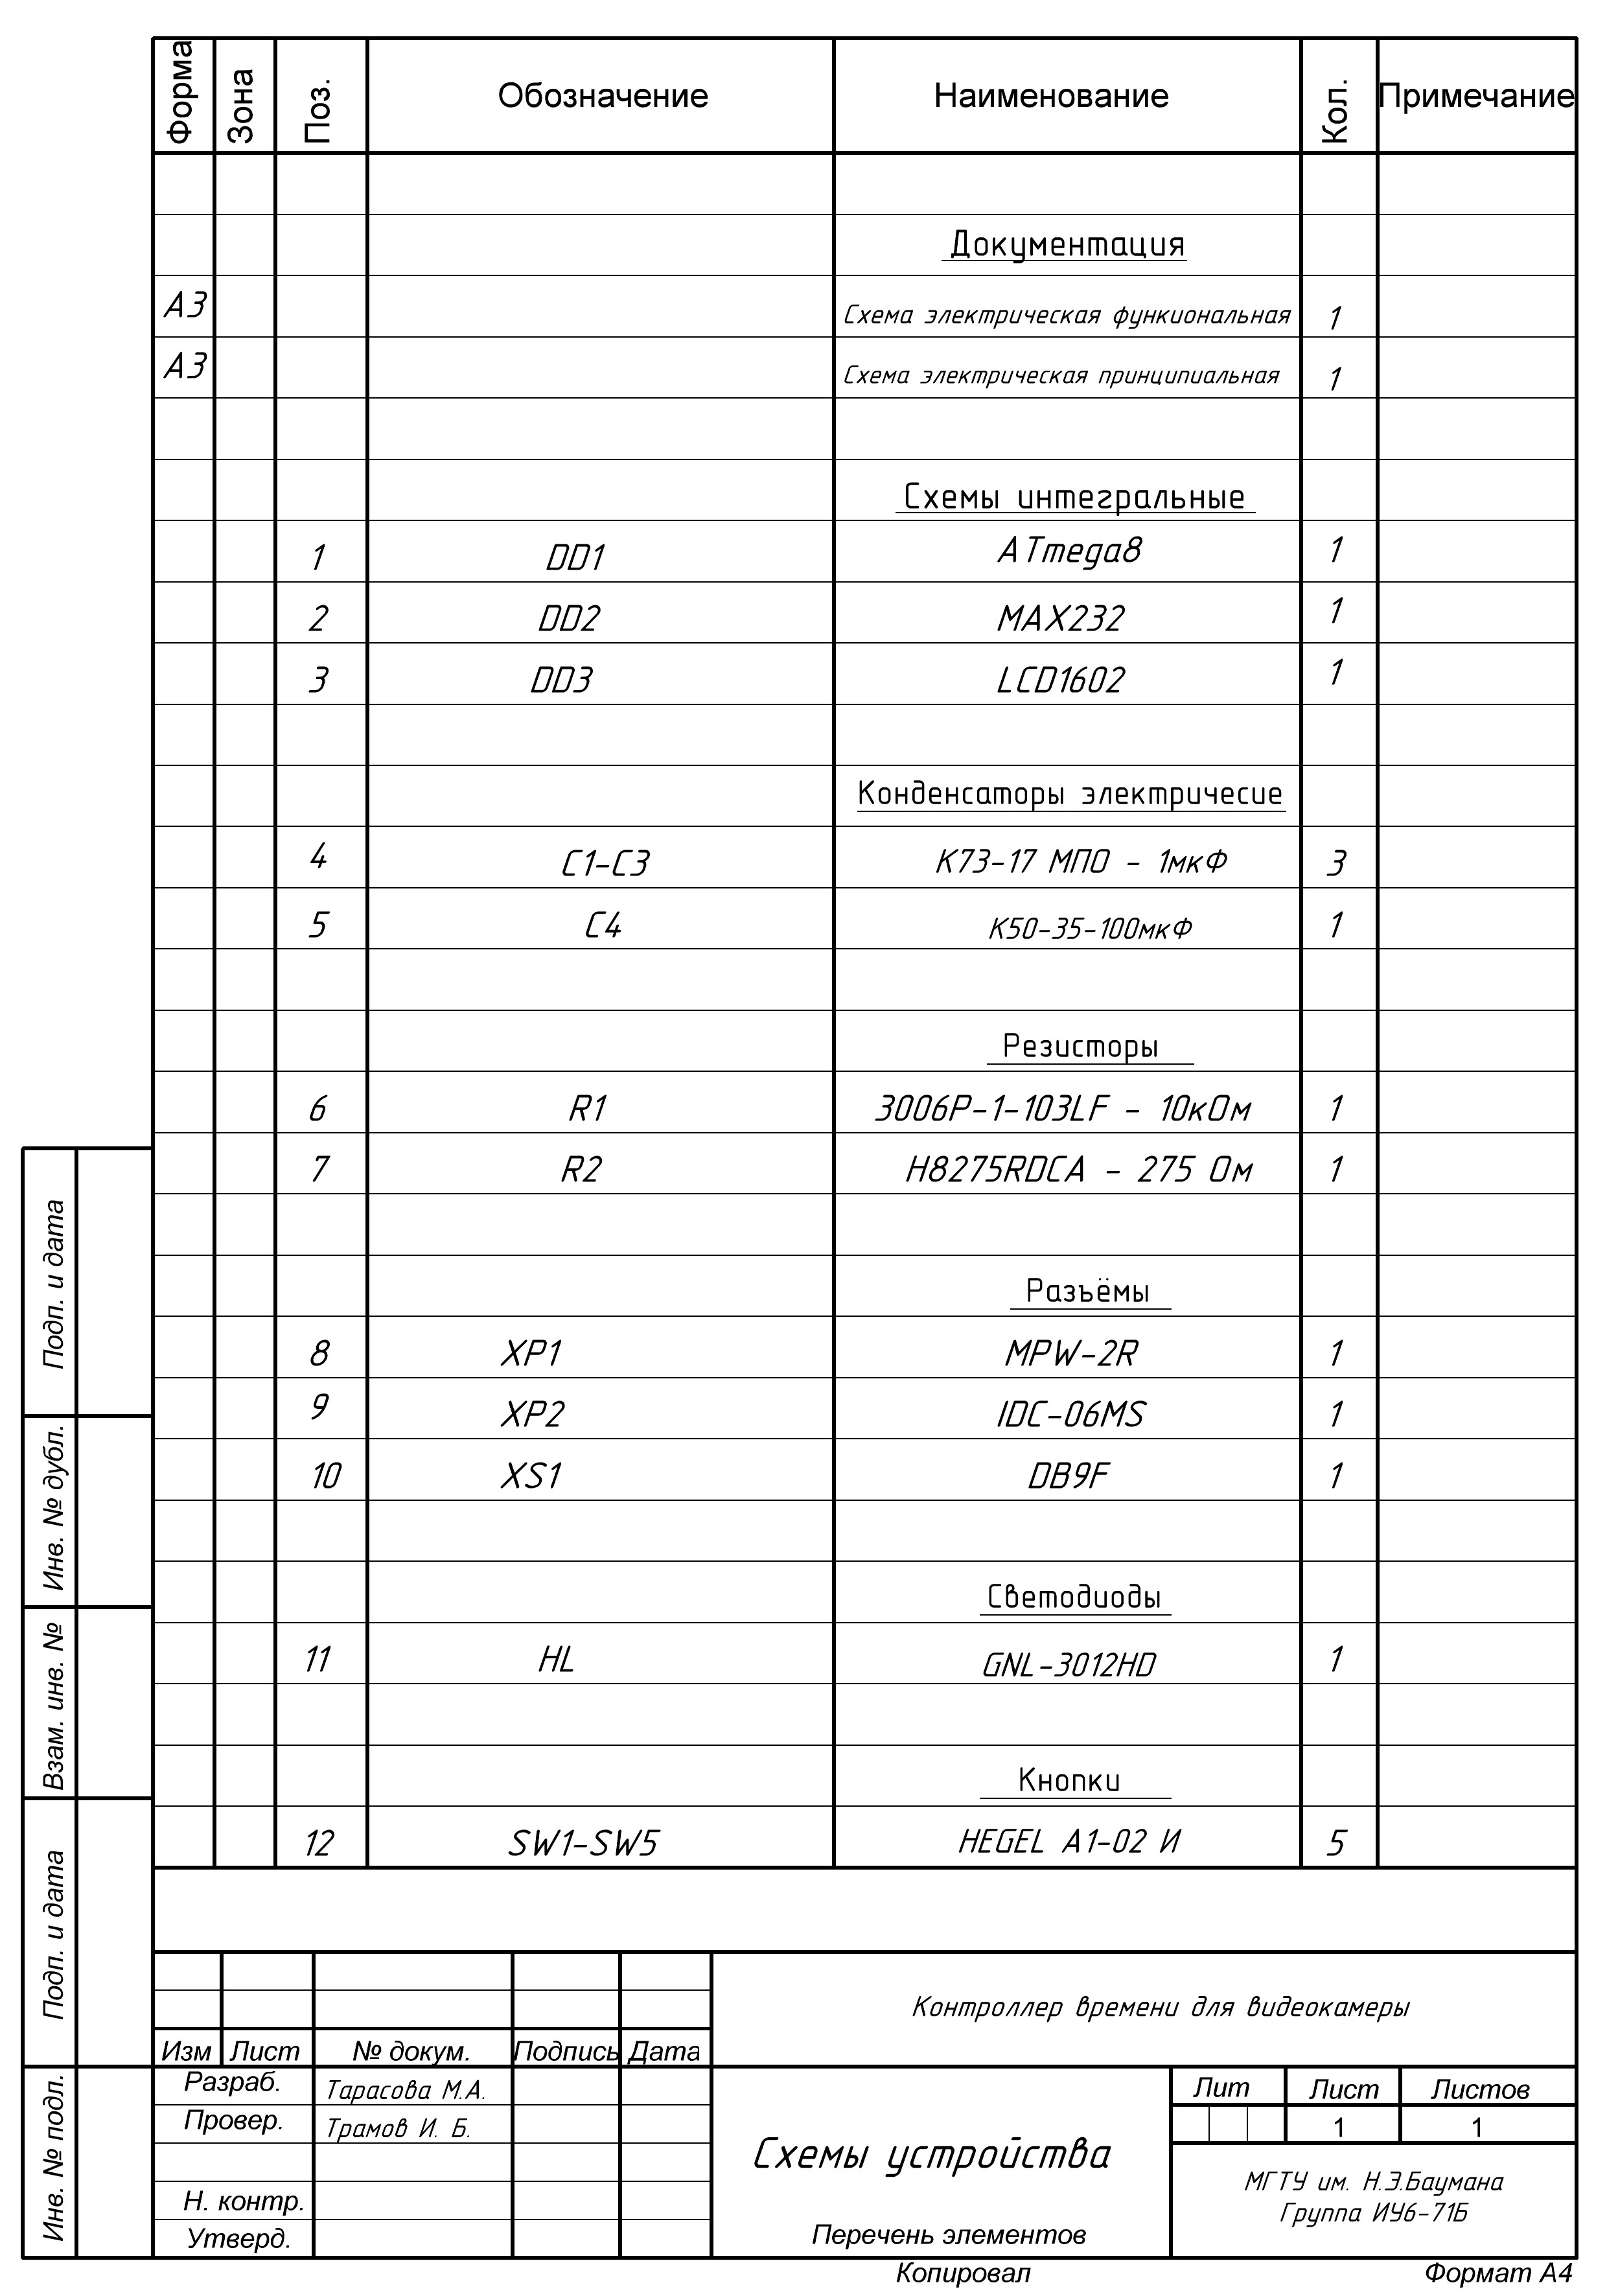 Форма Зона Поз. Обозначение Наименование Кол. Примечание
Документация
А3 Схема электрическая функиональная 1
А3 Схема электрическая принципиальная 1
Схемы интегральные
1 DD1 ATmega8 1
2 DD2 MAX232 1
3 DD3 LCD1602 1
Конденсаторы электричесие
4 C1-C3 К73-17 МПО - 1мкФ 3
5 C4 К50-35-100мкФ 1
Резисторы
6 R1 3006P-1-103LF - 10кОм 1
7 R2 H8275RDCA - 275 Ом 1
Разъёмы
8 XP1 MPW-2R 1
9 XP2 IDC-06MS 1
10 XS1 DB9F 1
Светодиоды
11 HL GNL-3012HD 1
Кнопки
12 SW1-SW5 HEGEL A1-02 И 5
Подп. и дата
Инв. № дубл.
Взам. инв. №
Подп. и дата
Инв. № подл.
Контроллер времени для видеокамеры
Изм Лист № докум. Подпись Дата
Разраб. Тарасова М.А.
Провер. Трамов И. Б.
Н. контр.
Утверд.
Схемы устройства
Перечень элементов
Лит Лист Листов
1 1
МГТУ им. Н.Э.Баумана
Группа ИУ6-71Б
Копировал Формат А4